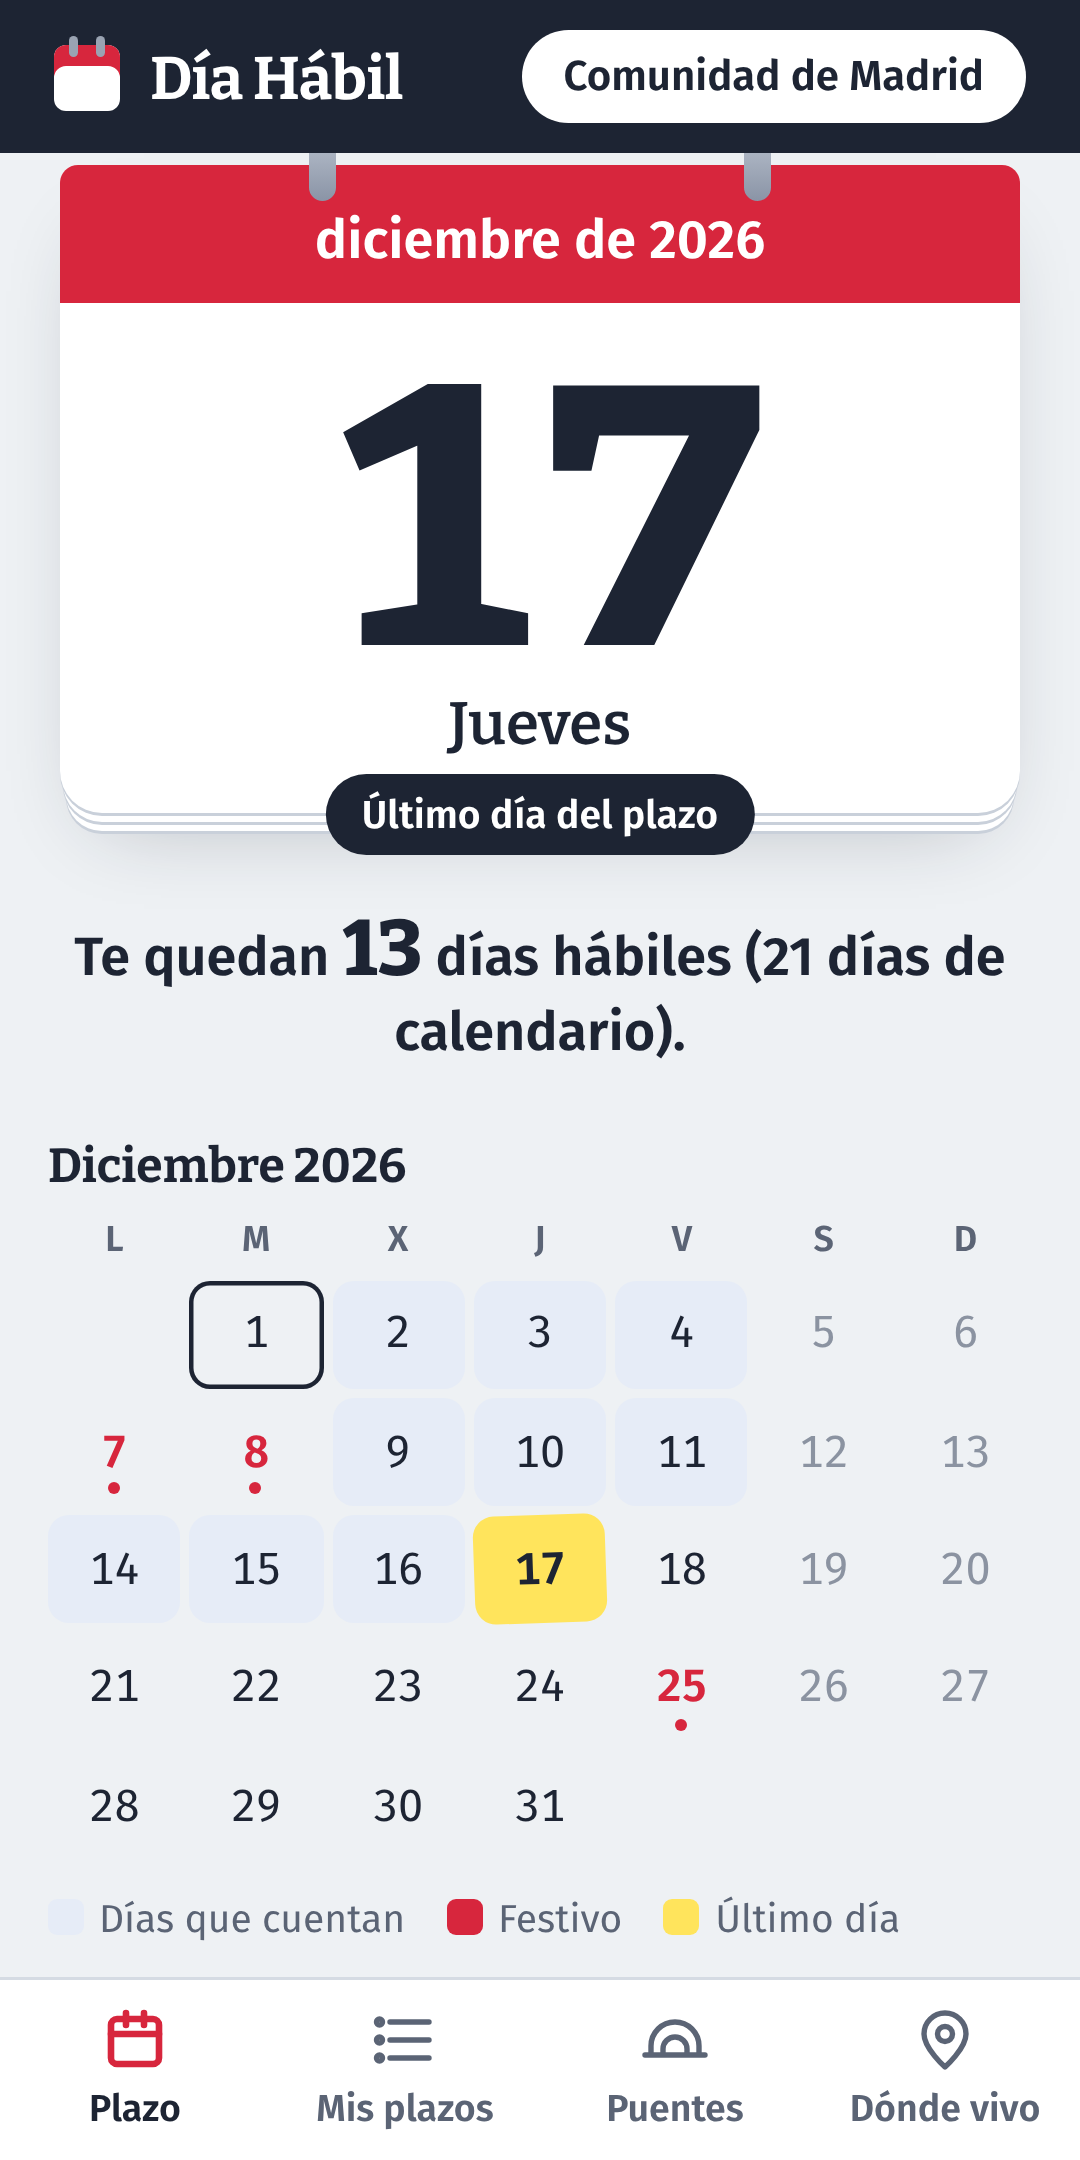 Día Hábil
Comunidad de Madrid
diciembre de 2026
17
Jueves
Último día del plazo
Te quedan 13 días hábiles (21 días de
calendario).
Diciembre 2026
L M X J V S D
1 2 3 4 5 6
7 8 9 10 11 12 13
14 15 16 17 18 19 20
21 22 23 24 25 26 27
28 29 30 31
Días que cuentan Festivo Último día
Plazo Mis plazos Puentes Dónde vivo